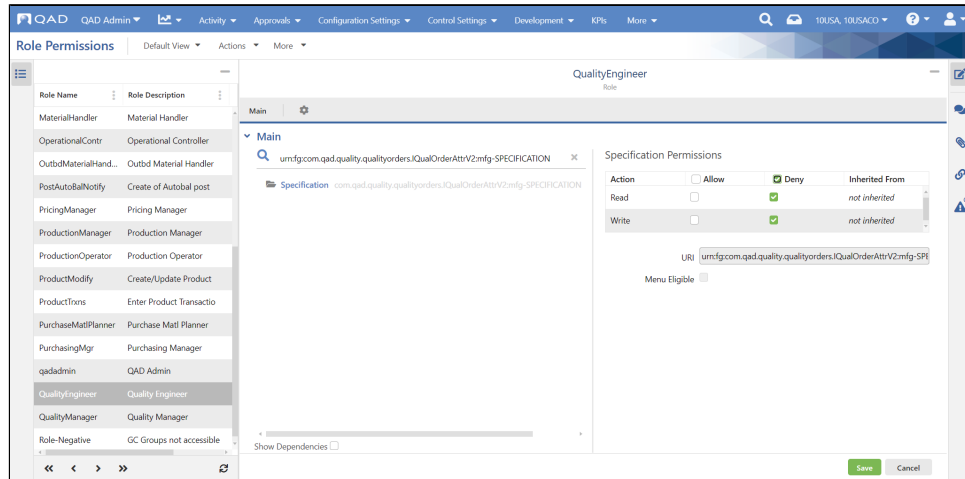 QAD QAD Admin Activity Approvals Configuration Settings Control Settings Development KPIs More 10USA, 10USACO ?
Role Permissions Default View Actions More
QualityEngineer
Role
Role Name Role Description
MaterialHandler Material Handler
OperationalContr Operational Controller
OutbdMaterialHand... Outbd Material Handler
PostAutoBalNotify Create of Autobal post
PricingManager Pricing Manager
ProductionManager Production Manager
ProductionOperator Production Operator
ProductModify Create/Update Product
ProductTrxns Enter Product Transactio
PurchaseMatlPlanner Purchase Matl Planner
PurchasingMgr Purchasing Manager
qadadmin QAD Admin
QualityEngineer Quality Engineer
QualityManager Quality Manager
Role-Negative GC Groups not accessible
Main
Main
urn:fg:com.qad.quality.qualityorders.IQualOrderAttrV2:mfg-SPECIFICATION
Specification com.qad.quality.qualityorders.IQualOrderAttrV2:mfg-SPECIFICATION
Show Dependencies
Specification Permissions
Action Allow Deny Inherited From
Read not inherited
Write not inherited
URI urn:fg:com.qad.quality.qualityorders.IQualOrderAttrV2:mfg-SPE
Menu Eligible
Save Cancel